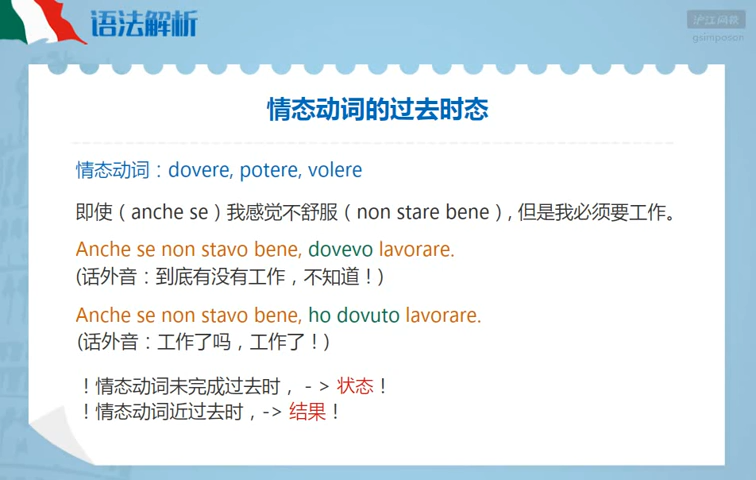 语法解析
沪江网校
gsimposon
情态动词的过去时态
情态动词：dovere, potere, volere
即使（anche se）我感觉不舒服（non stare bene）, 但是我必须要工作。
Anche se non stavo bene, dovevo lavorare.
(话外音：到底有没有工作，不知道！)
Anche se non stavo bene, ho dovuto lavorare.
(话外音：工作了吗，工作了！)
！情态动词未完成过去时， - > 状态！
！情态动词近过去时，-> 结果！